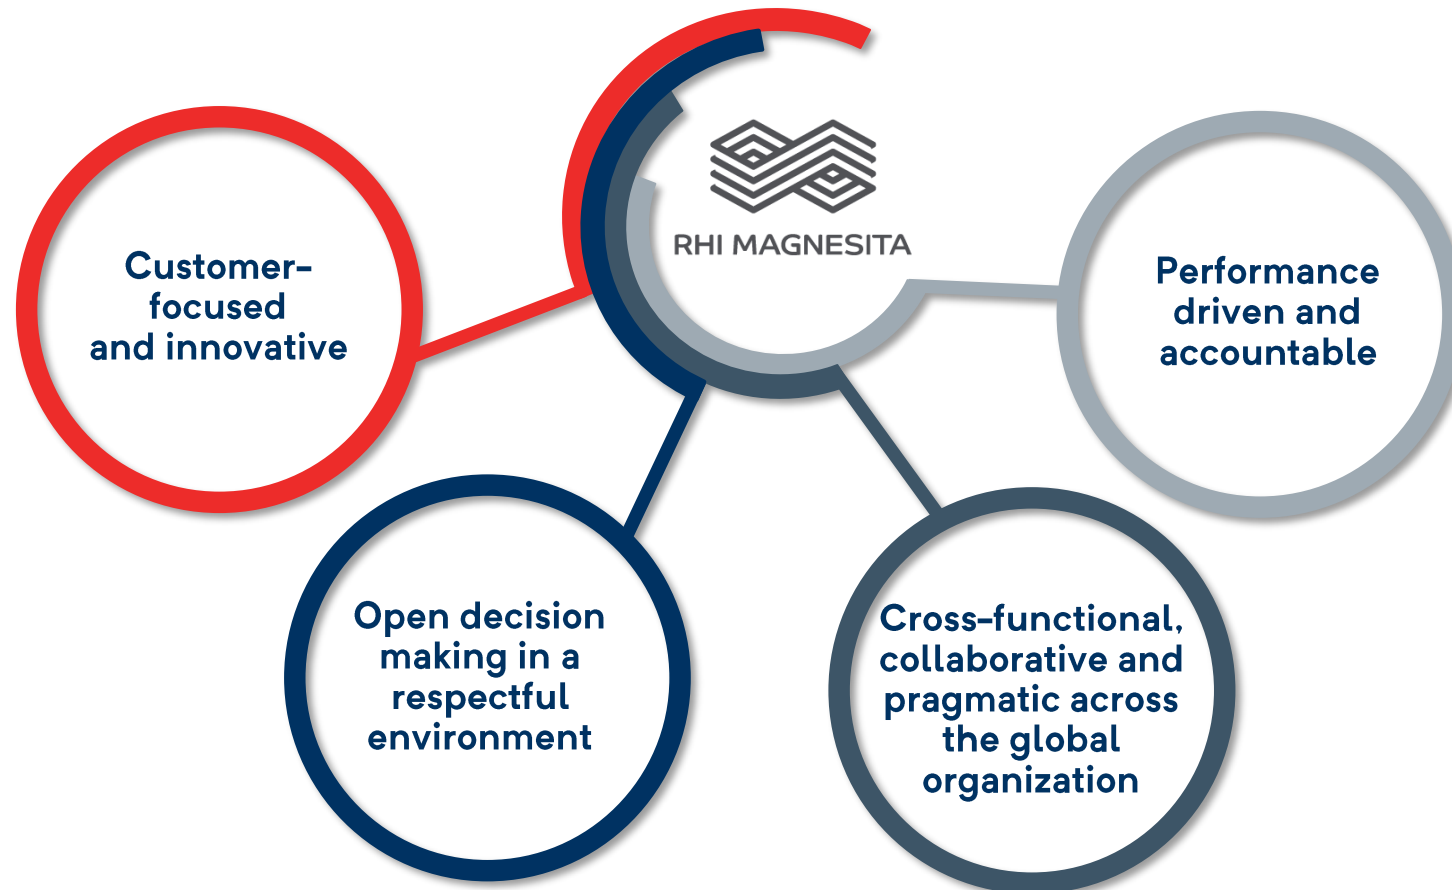 RHI MAGNESITA
Customer-
focused
and innovative
Open decision
making in a
respectful
environment
Cross-functional,
collaborative and
pragmatic across
the global
organization
Performance
driven and
accountable